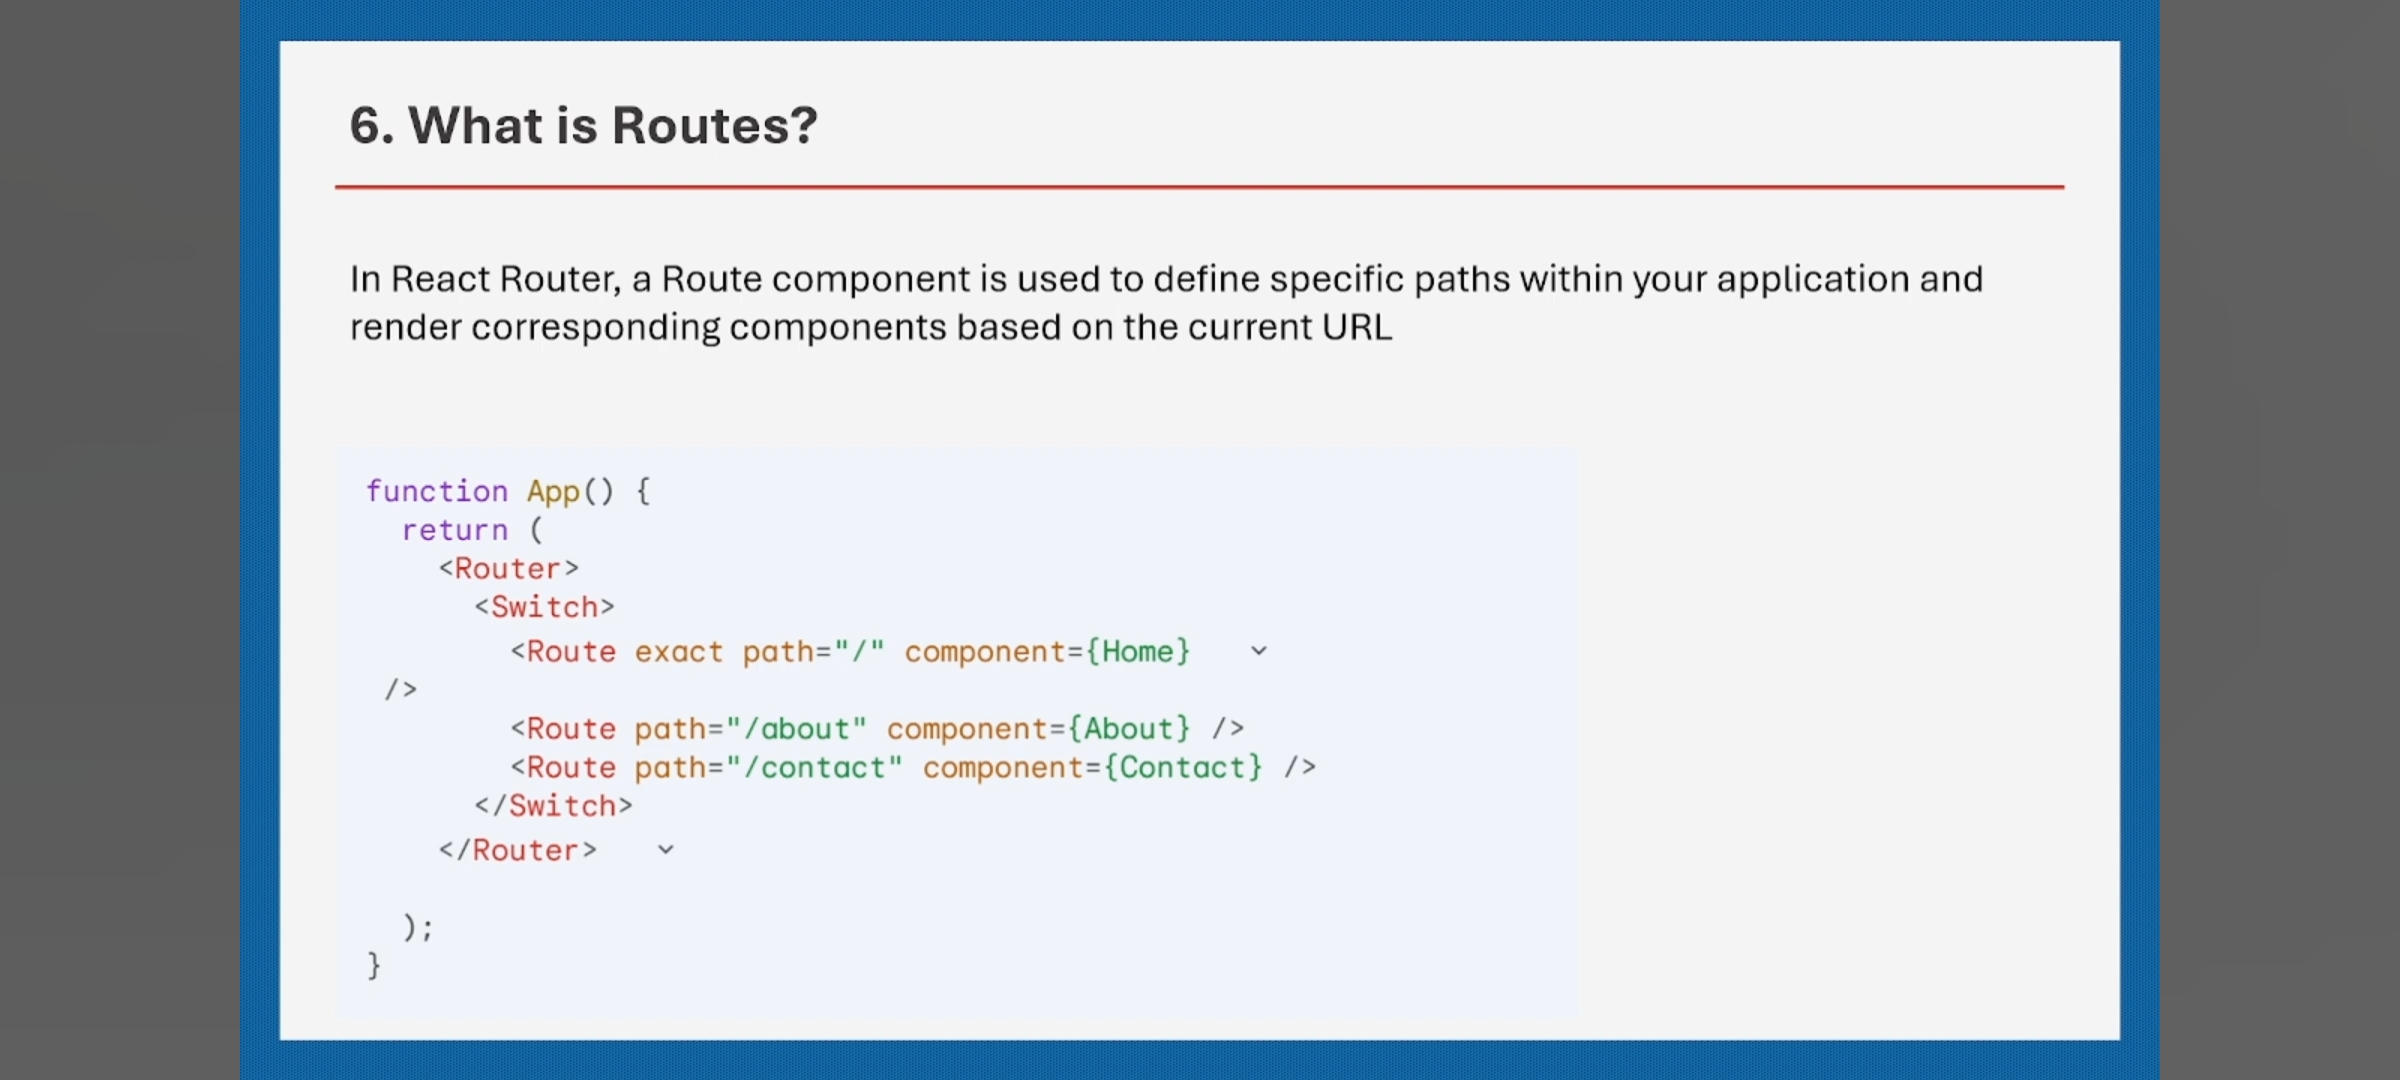 6. What is Routes?
In React Router, a Route component is used to define specific paths within your application and
render corresponding components based on the current URL
function App() {
  return (
    <Router>
      <Switch>
        <Route exact path="/" component={Home}
 />
        <Route path="/about" component={About} />
        <Route path="/contact" component={Contact} />
      </Switch>
    </Router>
  );
}